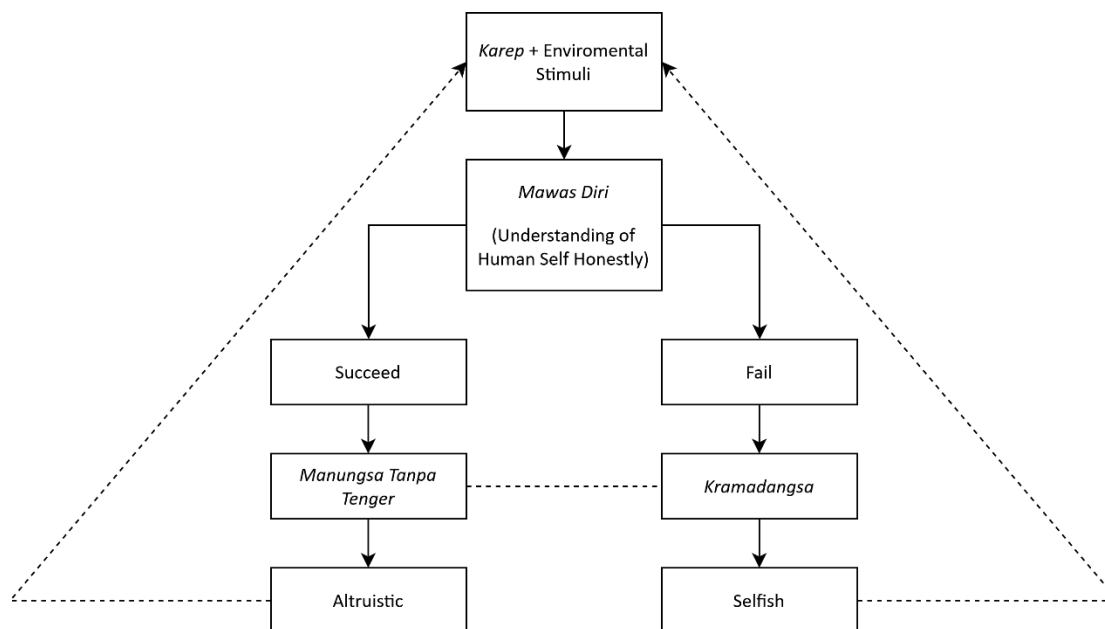 Karep + Enviromental
Stimuli
Mawas Diri
(Understanding of
Human Self Honestly)
Succeed
Fail
Manungsa Tanpa
Tenger
Kramadangsa
Altruistic
Selfish